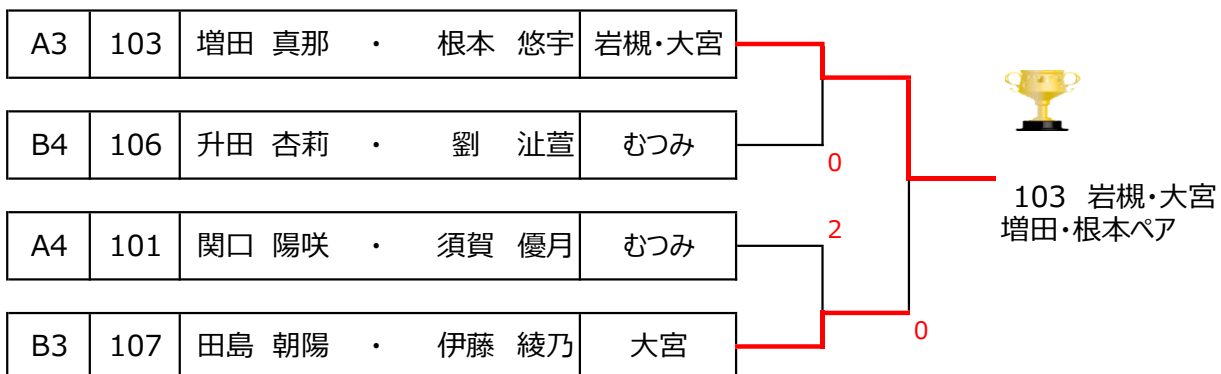 A3 103 増田 真那 ・ 根本 悠宇 岩槻・大宮
B4 106 升田 杏莉 ・ 劉 沚萱 むつみ
0
103 岩槻・大宮
増田・根本ペア
2
A4 101 関口 陽咲 ・ 須賀 優月 むつみ
0
B3 107 田島 朝陽 ・ 伊藤 綾乃 大宮